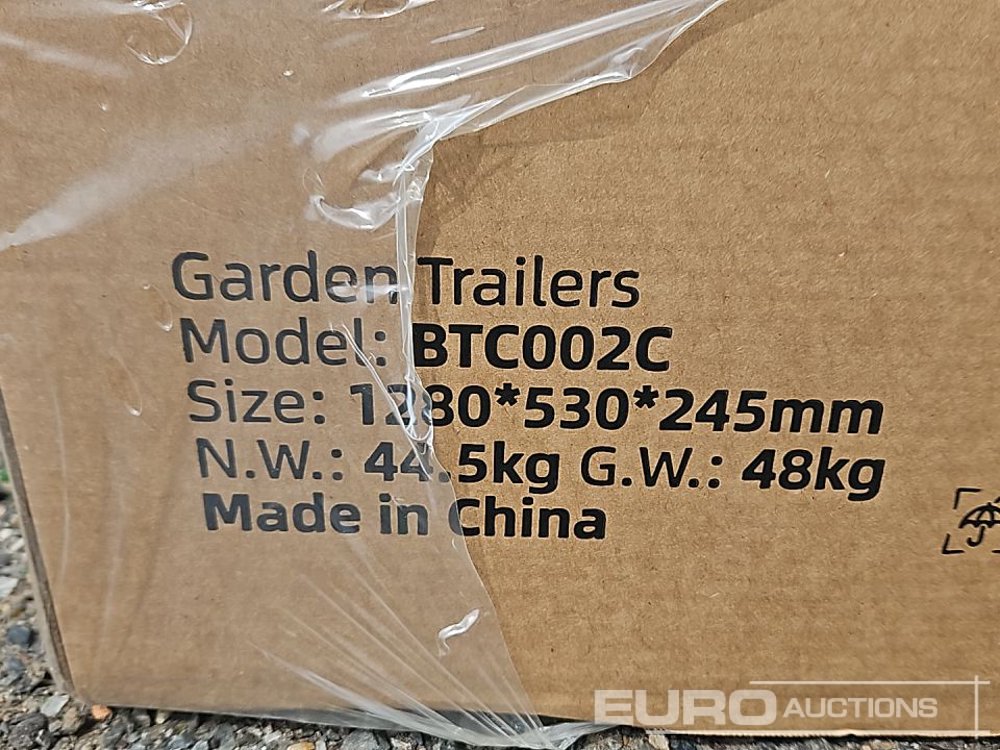 Garden Trailers
Model: BTC002C
Size: 1280*530*245mm
N.W.: 44.5kg G.W.: 48kg
Made in China
EURO AUCTIONS